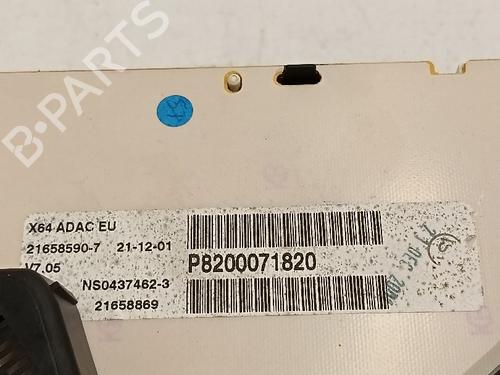 B-PARTS
X64 ADAC EU
21658590-7 21-12-01
V7.05
NS0437462-3
21658869
P8200071820